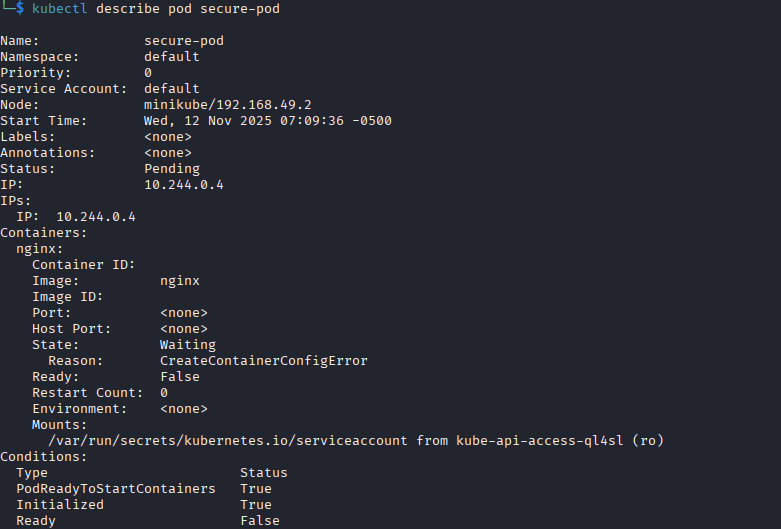 └─$ kubectl describe pod secure-pod
Name:             secure-pod
Namespace:        default
Priority:         0
Service Account:  default
Node:             minikube/192.168.49.2
Start Time:       Wed, 12 Nov 2025 07:09:36 -0500
Labels:           <none>
Annotations:      <none>
Status:           Pending
IP:               10.244.0.4
IPs:
  IP:  10.244.0.4
Containers:
  nginx:
    Container ID:
    Image:          nginx
    Image ID:
    Port:           <none>
    Host Port:      <none>
    State:          Waiting
      Reason:       CreateContainerConfigError
    Ready:          False
    Restart Count:  0
    Environment:    <none>
    Mounts:
      /var/run/secrets/kubernetes.io/serviceaccount from kube-api-access-ql4sl (ro)
Conditions:
  Type                        Status
  PodReadyToStartContainers   True
  Initialized                 True
  Ready                       False